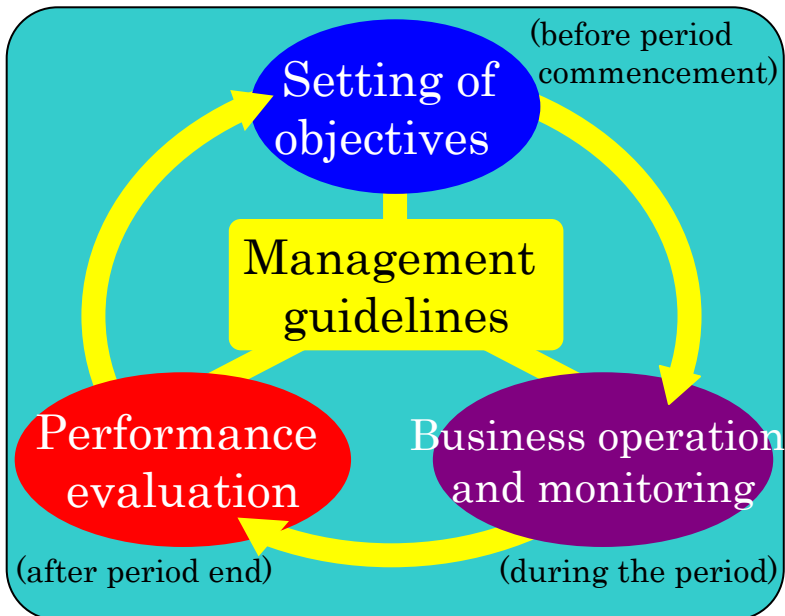 (before period
commencement)
Setting of
objectives
Management
guidelines
Performance
evaluation
Business operation
and monitoring
(after period end)
(during the period)